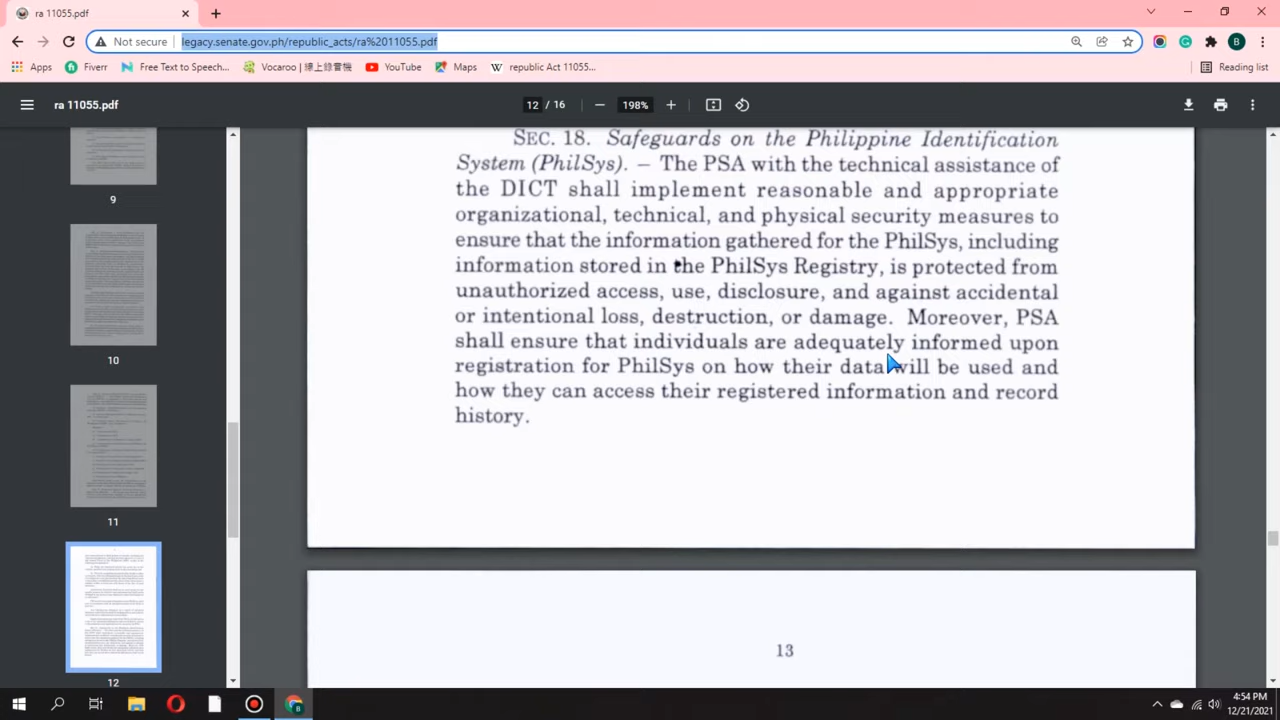 ra 11055.pdf
Not secure | legacy.senate.gov.ph/republic_acts/ra%2011055.pdf
B
Apps Fiverr Free Text to Speech... Vocaroo | 線上錄音機 YouTube Maps republic Act 11055... Reading list
ra 11055.pdf 12 / 16 198%
9
10
11
12
SEC. 18. Safeguards on the Philippine Identification
System (PhilSys). – The PSA with the technical assistance of
the DICT shall implement reasonable and appropriate
organizational, technical, and physical security measures to
ensure that the information gathered for the PhilSys, including
information stored in the PhilSys Registry, is protected from
unauthorized access, use, disclosure, and against accidental
or intentional loss, destruction, or damage. Moreover, PSA
shall ensure that individuals are adequately informed upon
registration for PhilSys on how their data will be used and
how they can access their registered information and record
history.
13
4:54 PM
12/21/2021